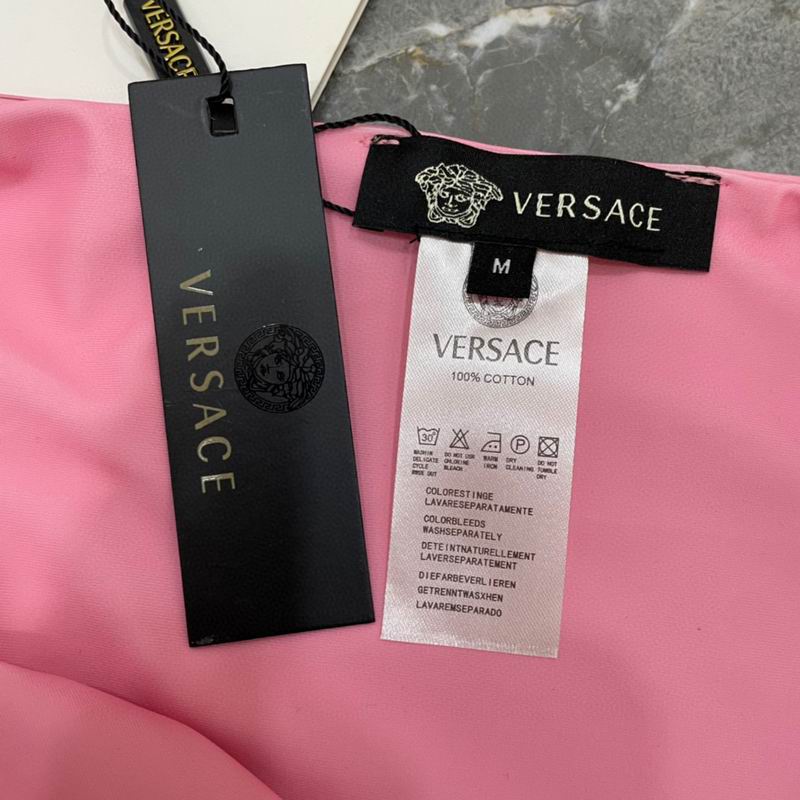 VERSACE
VERSACE
VERSACE
M
VERSACE
100% COTTON
30°
P
WASH IN
DELICATE
CYCLE
RINSE OUT
DO NOT USE
CHLORINE
BLEACH
WARM
IRON
DRY
CLEANING
DO NOT
TUMBLE
DRY
COLORESTINGE
LAVARESEPARATAMENTE
COLORBLEEDS
WASHSEPARATELY
DETEINTNATURELLEMENT
LAVERSEPARTEMENT
DIEFARBEVERLIEREN
GETRENNTWASXHEN
LAVAREMSEPARADO